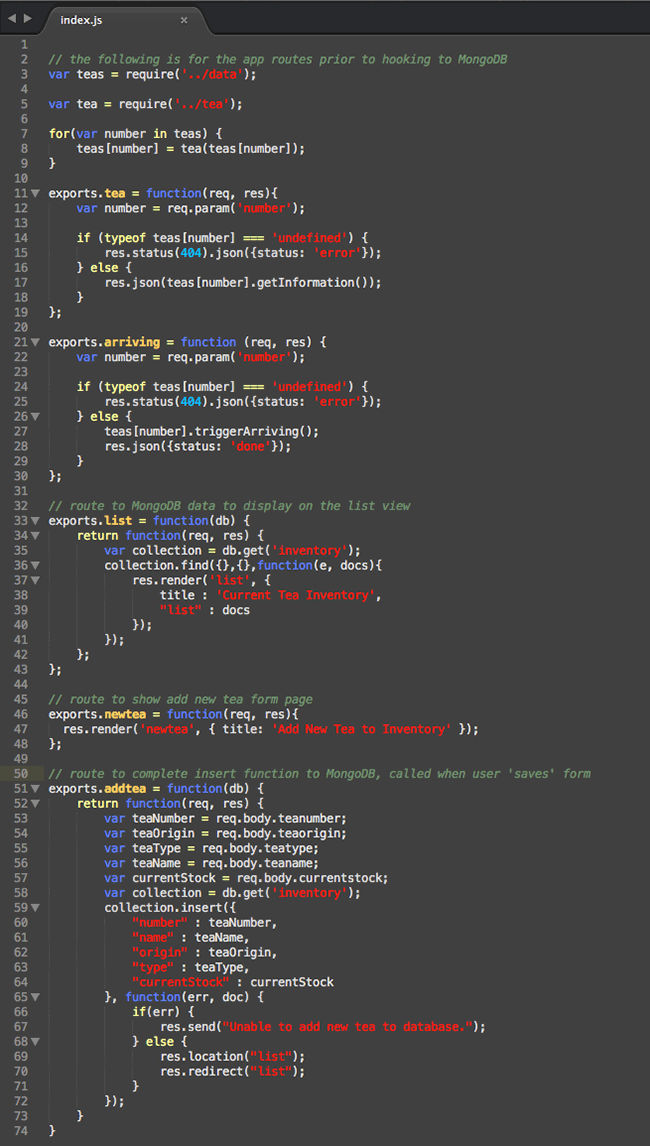 index.js ×
1
2 // the following is for the app routes prior to hooking to MongoDB
3 var teas = require('../data');
4
5 var tea = require('../tea');
6
7 for(var number in teas) {
8     teas[number] = tea(teas[number]);
9 }
10
11 exports.tea = function(req, res){
12     var number = req.param('number');
13
14     if (typeof teas[number] === 'undefined') {
15         res.status(404).json({status: 'error'});
16     } else {
17         res.json(teas[number].getInformation());
18     }
19 };
20
21 exports.arriving = function (req, res) {
22     var number = req.param('number');
23
24     if (typeof teas[number] === 'undefined') {
25         res.status(404).json({status: 'error'});
26     } else {
27         teas[number].triggerArriving();
28         res.json({status: 'done'});
29     }
30 };
31
32 // route to MongoDB data to display on the list view
33 exports.list = function(db) {
34     return function(req, res) {
35         var collection = db.get('inventory');
36         collection.find({},{},function(e, docs){
37             res.render('list', {
38                 title : 'Current Tea Inventory',
39                 "list" : docs
40             });
41         });
42     };
43 };
44
45 // route to show add new tea form page
46 exports.newtea = function(req, res){
47   res.render('newtea', { title: 'Add New Tea to Inventory' });
48 };
49
50 // route to complete insert function to MongoDB, called when user 'saves' form
51 exports.addtea = function(db) {
52     return function(req, res) {
53         var teaNumber = req.body.teanumber;
54         var teaOrigin = req.body.teaorigin;
55         var teaType = req.body.teatype;
56         var teaName = req.body.teaname;
57         var currentStock = req.body.currentstock;
58         var collection = db.get('inventory');
59         collection.insert({
60             "number" : teaNumber,
61             "name" : teaName,
62             "origin" : teaOrigin,
63             "type" : teaType,
64             "currentStock" : currentStock
65         }, function(err, doc) {
66             if(err) {
67                 res.send("Unable to add new tea to database.");
68             } else {
69                 res.location("list");
70                 res.redirect("list");
71             }
72         });
73     }
74 }